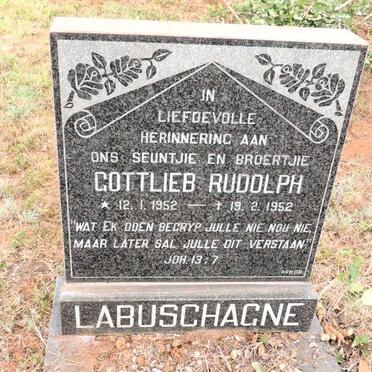 IN
LIEFDEVOLLE
HERINNERING AAN
ONS SEUNTJIE EN BROERTJIE
GOTTLIEB RUDOLPH
* 12. 1. 1952 — † 19. 2. 1952
"WAT EK DOEN BEGRYP JULLE NIE NOU NIE,
MAAR LATER SAL JULLE DIT VERSTAAN."
JOH. 13: 7
AVBOB
LABUSCHAGNE